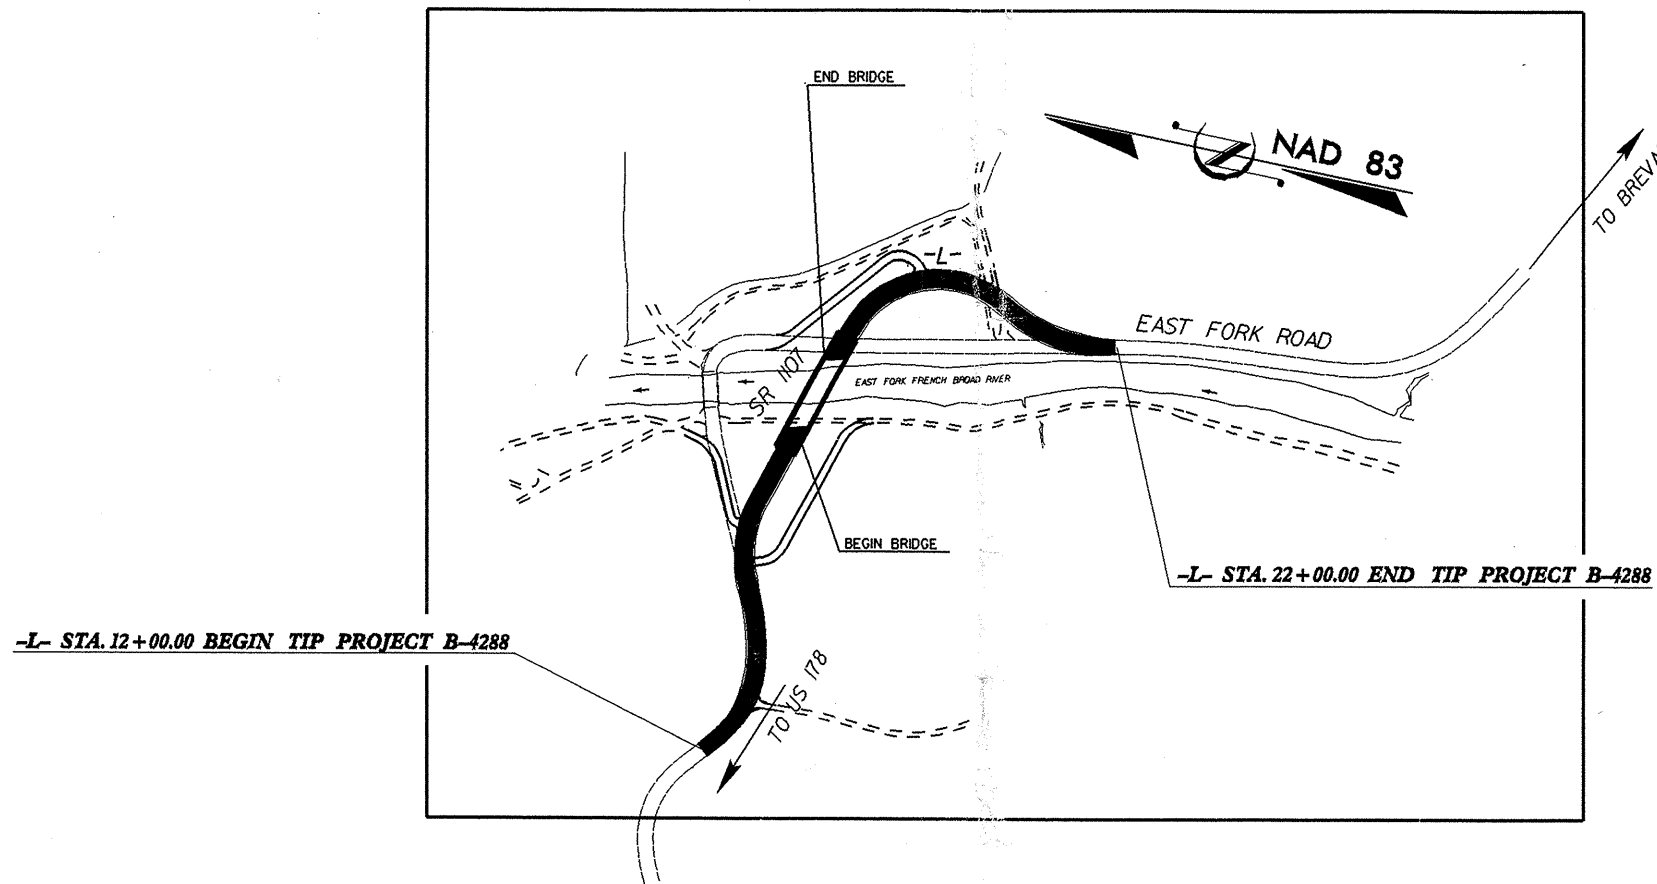 END BRIDGE
NAD 83
TO
-L-
EAST FORK ROAD
SR 1107
EAST FORK FRENCH BROAD RIVER
BEGIN BRIDGE
-L- STA. 22+00.00 END TIP PROJECT B-4288
-L- STA. 12+00.00 BEGIN TIP PROJECT B-4288
TO US 178